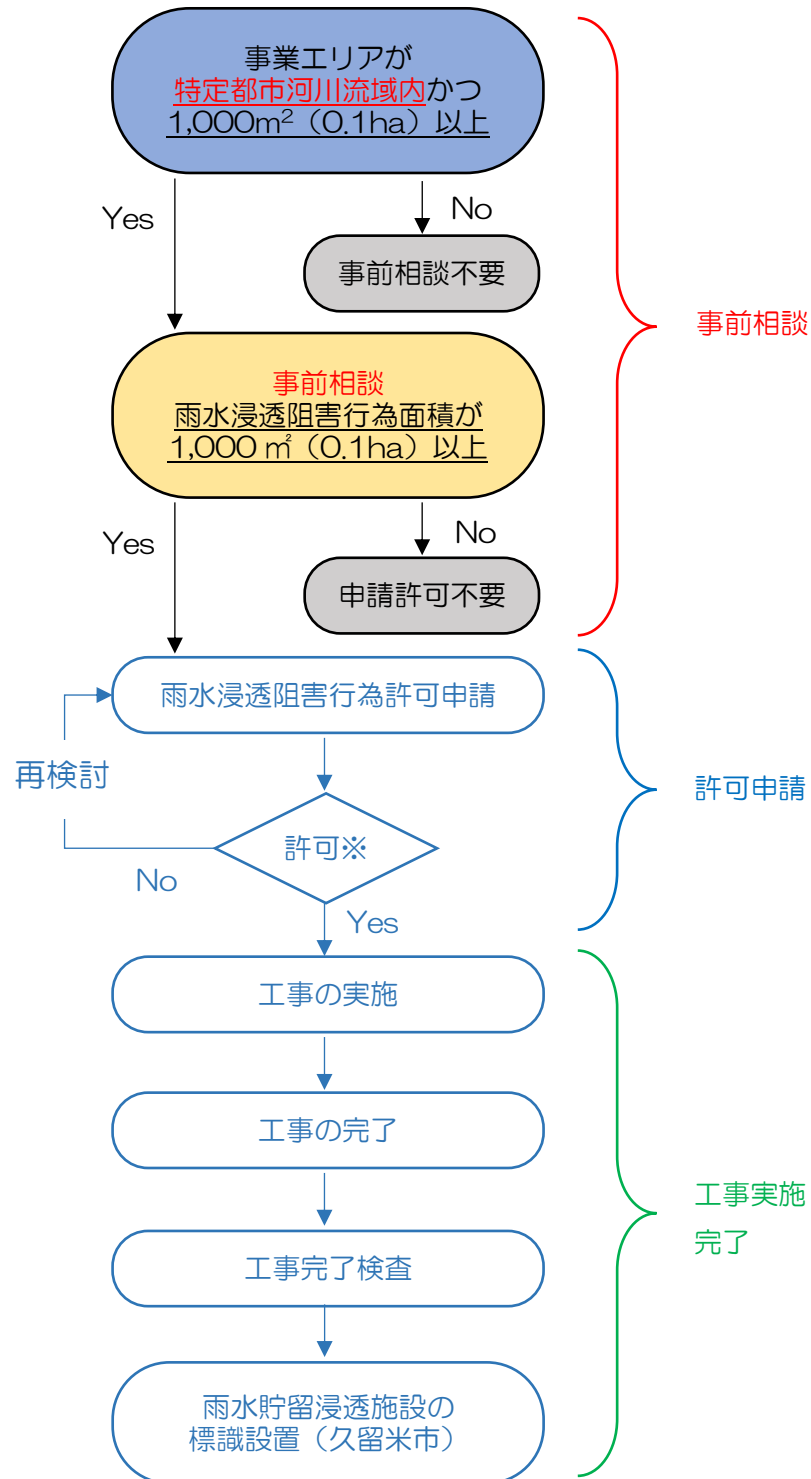 事業エリアが
特定都市河川流域内かつ
1,000m²（0.1ha）以上
Yes
No
事前相談不要
事前相談
事前相談
雨水浸透阻害行為面積が
1,000㎡（0.1ha）以上
Yes
No
申請許可不要
雨水浸透阻害行為許可申請
再検討
許可※
No
Yes
許可申請
工事の実施
工事の完了
工事実施
完了
工事完了検査
雨水貯留浸透施設の
標識設置（久留米市）